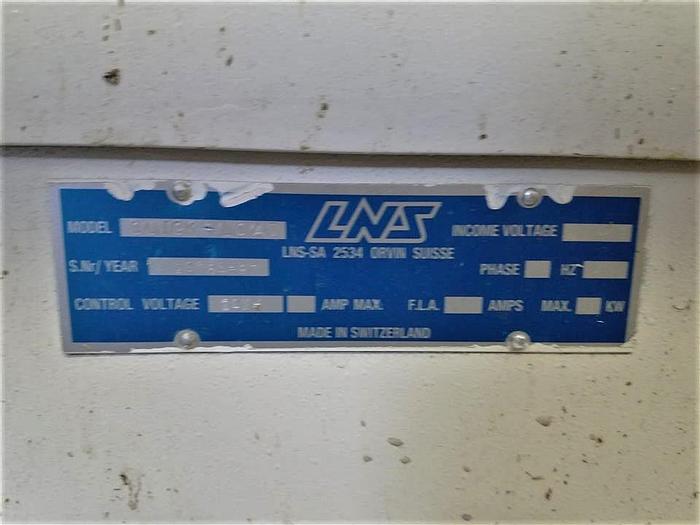 LNS
MODEL INCOME VOLTAGE
LNS-SA 2534 ORVIN SUISSE
S.Nr/ YEAR PHASE HZ
CONTROL VOLTAGE AMP MAX. F.L.A. AMPS MAX. KW
MADE IN SWITZERLAND